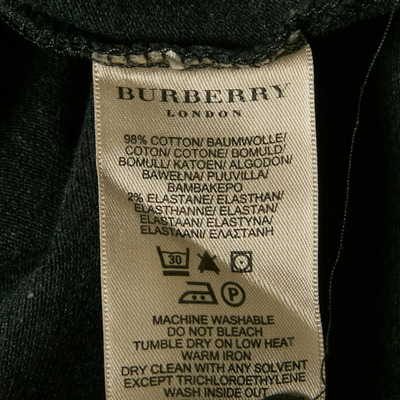 BURBERRY
LONDON
98% COTTON/ BAUMWOLLE/
COTON/ COTONE/ BOMULD/
BOMULL/ KATOEN/ ALGODON/
BAWEŁNA/ PUUVILLA/
BAMBAKEPO
2% ELASTANE/ ELASTHAN/
ELASTHANNE/ ELASTAN/
ELASTAAN/ ELASTYNA/
ELASTAANI/ ΕΛΑΣΤΑΝΗ
30
P
MACHINE WASHABLE
DO NOT BLEACH
TUMBLE DRY ON LOW HEAT
WARM IRON
DRY CLEAN WITH ANY SOLVENT
EXCEPT TRICHLOROETHYLENE
WASH INSIDE OUT